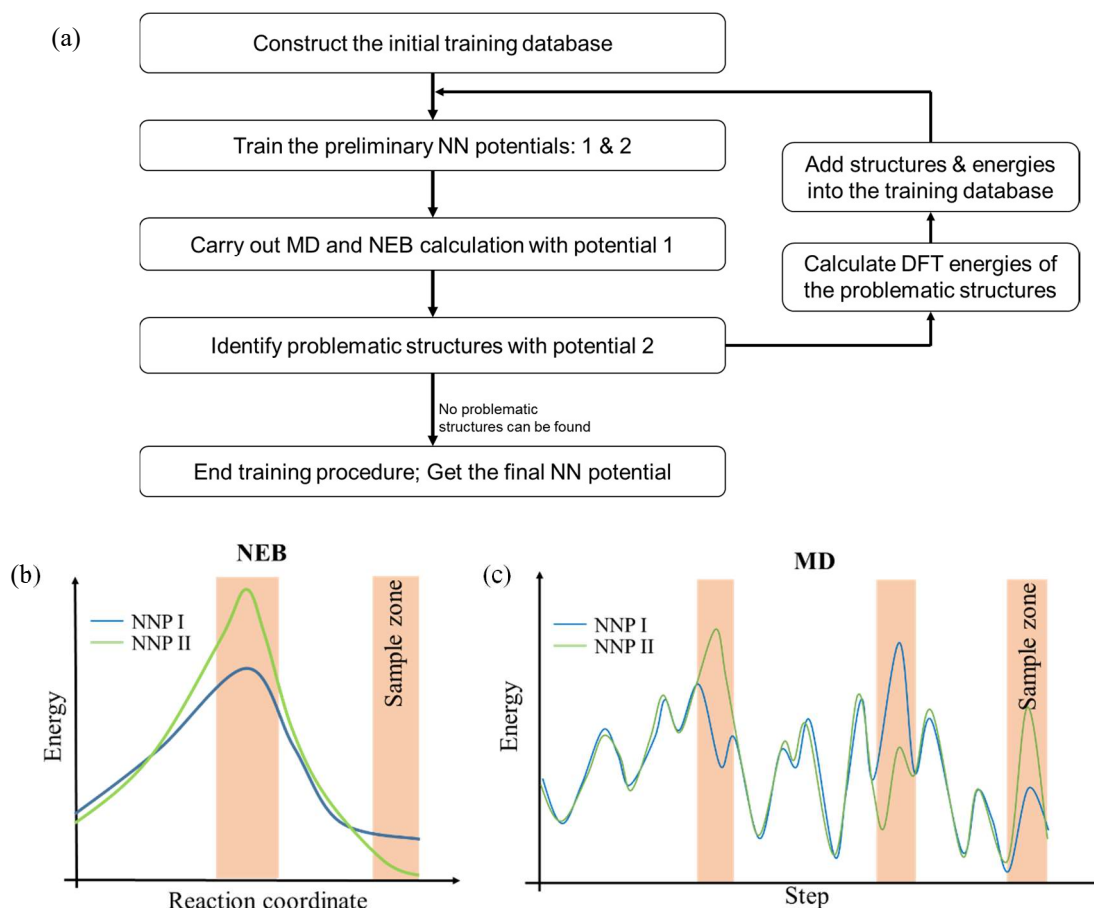 (a)
Construct the initial training database
Train the preliminary NN potentials: 1 & 2
Carry out MD and NEB calculation with potential 1
Identify problematic structures with potential 2
No problematic
structures can be found
End training procedure; Get the final NN potential
Add structures & energies
into the training database
Calculate DFT energies of
the problematic structures
(b)
NEB
NNP I
NNP II
Sample zone
Energy
Reaction coordinate
(c)
MD
NNP I
NNP II
Sample zone
Energy
Step